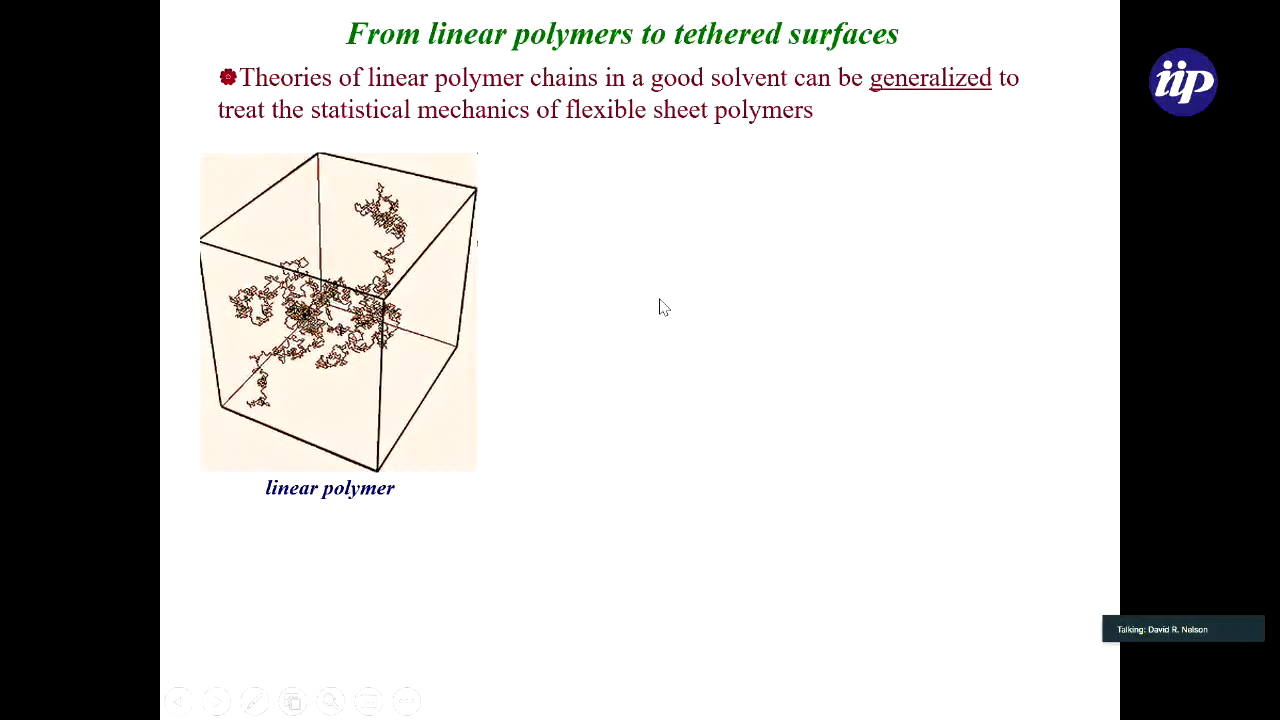 From linear polymers to tethered surfaces
Theories of linear polymer chains in a good solvent can be generalized to
treat the statistical mechanics of flexible sheet polymers
iip
linear polymer
Talking: David R. Nelson